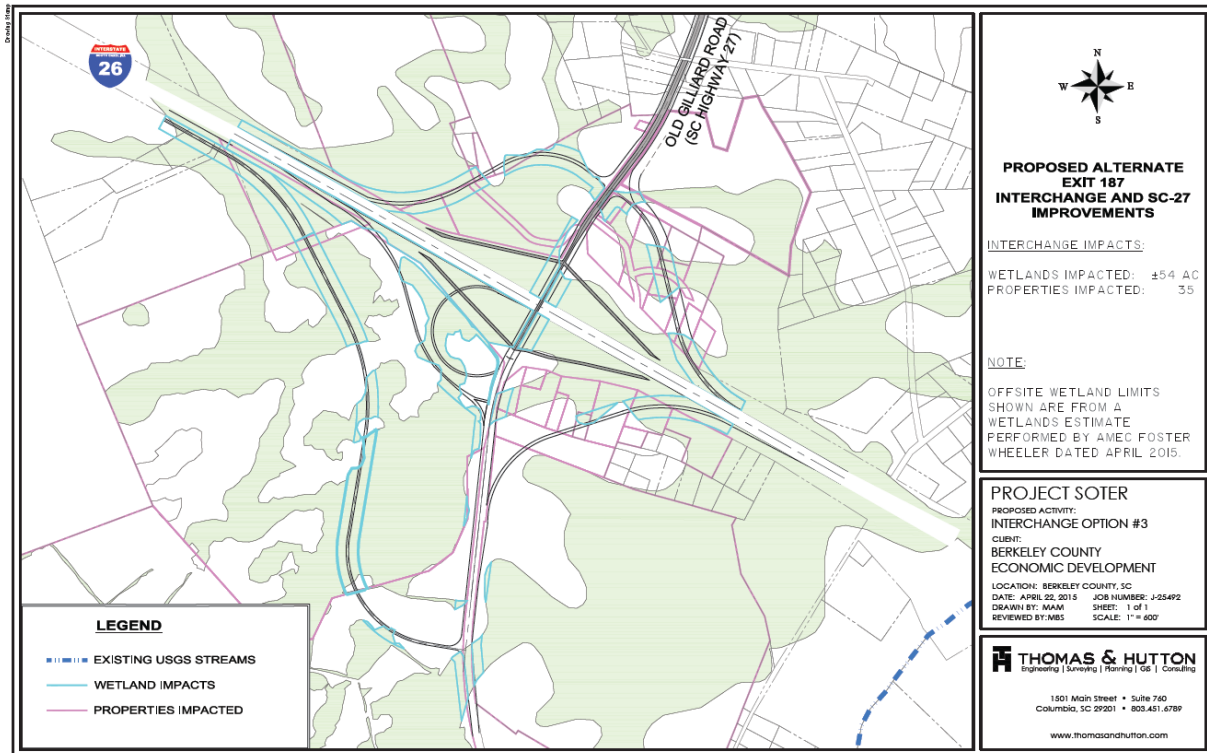 Drawing Stamp
INTERSTATE
26
OLD GILLIARD ROAD
(SC HIGHWAY 27)
N
W E
S
PROPOSED ALTERNATE
EXIT 187
INTERCHANGE AND SC-27
IMPROVEMENTS
INTERCHANGE IMPACTS:
WETLANDS IMPACTED: ±54 AC
PROPERTIES IMPACTED: 35
NOTE:
OFFSITE WETLAND LIMITS
SHOWN ARE FROM A
WETLANDS ESTIMATE
PERFORMED BY AMEC FOSTER
WHEELER DATED APRIL 2015.
PROJECT SOTER
PROPOSED ACTIVITY:
INTERCHANGE OPTION #3
CLIENT:
BERKELEY COUNTY
ECONOMIC DEVELOPMENT
LOCATION: BERKELEY COUNTY, SC
DATE: APRIL 22, 2015 JOB NUMBER: J-25492
DRAWN BY: MAM SHEET: 1 of 1
REVIEWED BY: MBS SCALE: 1" = 600'
THOMAS & HUTTON
Engineering | Surveying | Planning | GIS | Consulting
1501 Main Street • Suite 760
Columbia, SC 29201 • 803.451.6789
www.thomasandhutton.com
LEGEND
EXISTING USGS STREAMS
WETLAND IMPACTS
PROPERTIES IMPACTED